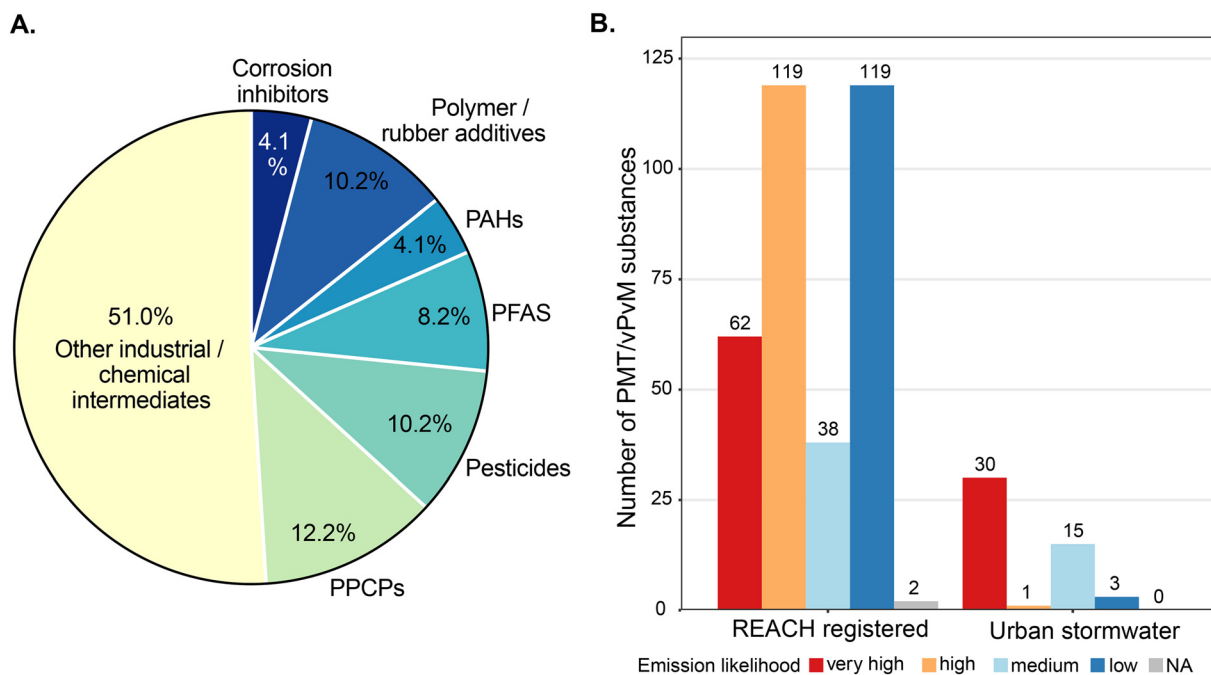 A.
Corrosion
inhibitors
4.1
%
Polymer /
rubber additives
10.2%
PAHs
4.1%
PFAS
8.2%
10.2%
Pesticides
12.2%
PPCPs
51.0%
Other industrial /
chemical
intermediates
B.
Number of PMT/vPvM substances
125
100
75
50
25
0
62
119
38
119
2
30
1
15
3
0
REACH registered
Urban stormwater
Emission likelihood very high high medium low NA